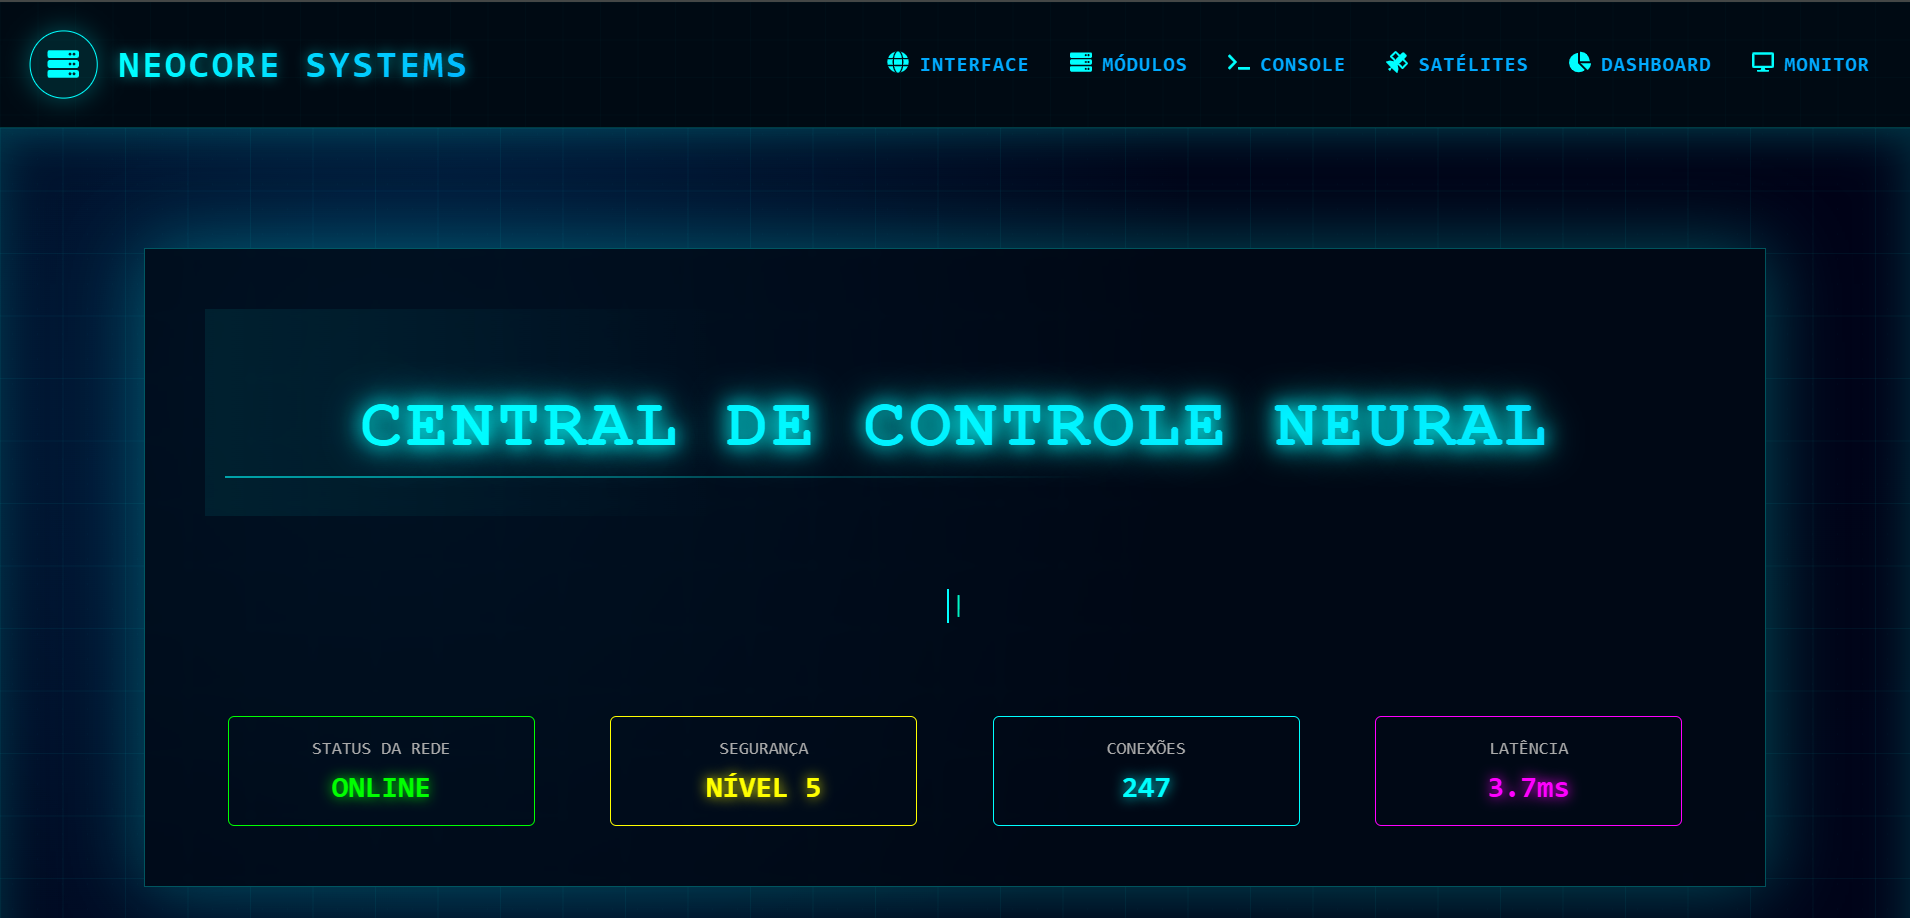 NEOCORE SYSTEMS
INTERFACE MÓDULOS CONSOLE SATÉLITES DASHBOARD MONITOR
CENTRAL DE CONTROLE NEURAL
STATUS DA REDE
ONLINE
SEGURANÇA
NÍVEL 5
CONEXÕES
247
LATÊNCIA
3.7ms